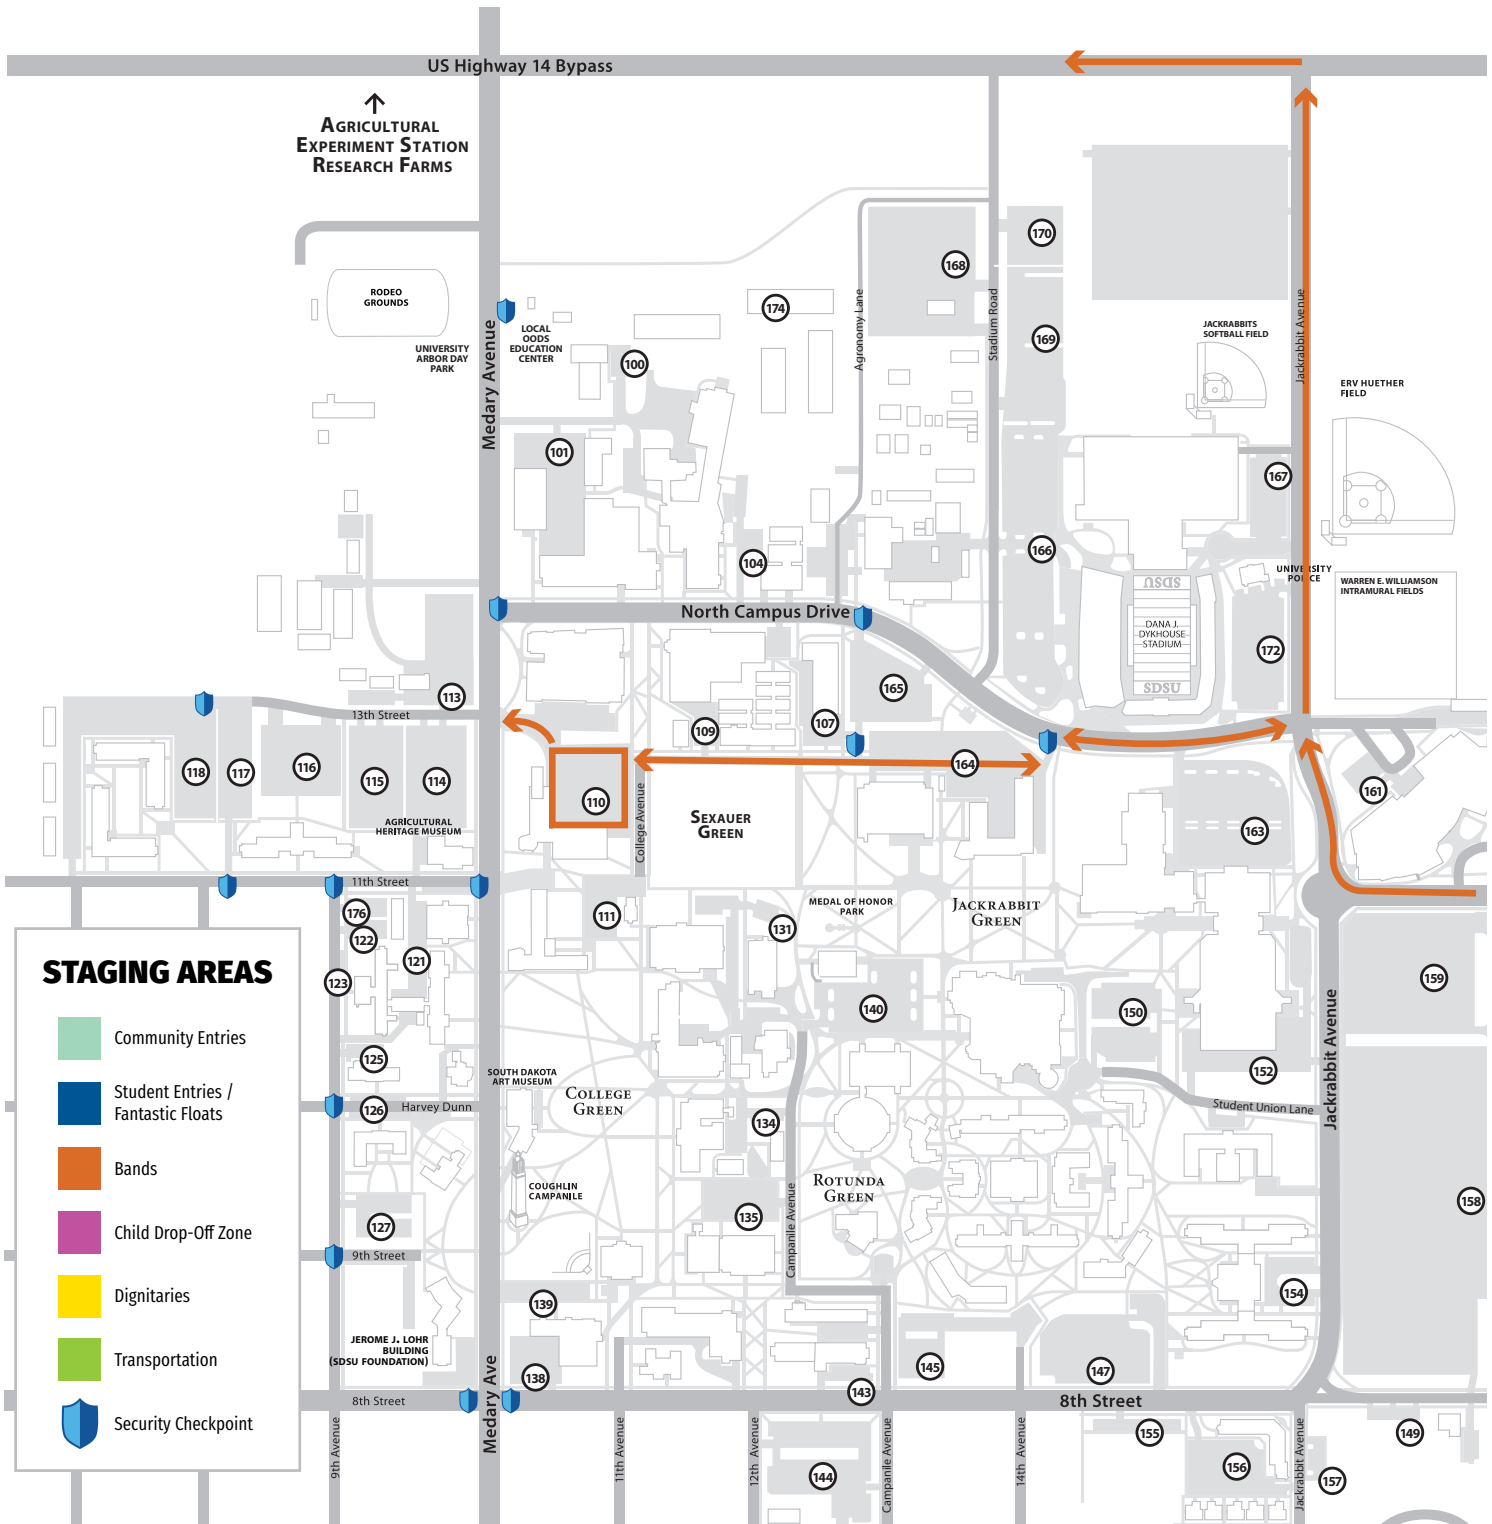 US Highway 14 Bypass
AGRICULTURAL
EXPERIMENT STATION
RESEARCH FARMS
RODEO
GROUNDS
UNIVERSITY
ARBOR DAY
PARK
Medary Avenue
LOCAL
OODS
EDUCATION
CENTER
100
101
104
174
168
170
169
166
167
172
Agronomy Lane
Stadium Road
Jackrabbit Avenue
JACKRABBITS
SOFTBALL FIELD
ERV HUETHER
FIELD
UNIVERSITY
POLICE
WARREN E. WILLIAMSON
INTRAMURAL FIELDS
SDSU
DANA J.
DYKHOUSE
STADIUM
SDSU
North Campus Drive
113
13th Street
118
117
116
115
114
AGRICULTURAL
HERITAGE MUSEUM
109
107
165
164
110
College Avenue
SEXAUER
GREEN
163
161
11th Street
176
122
121
123
125
111
131
MEDAL OF HONOR
PARK
JACKRABBIT
GREEN
140
150
152
159
158
Jackrabbit Avenue
Student Union Lane
SOUTH DAKOTA
ART MUSEUM
COLLEGE
GREEN
126
Harvey Dunn
134
COUGHLIN
CAMPANILE
ROTUNDA
GREEN
135
Campanile Avenue
127
9th Street
139
138
JEROME J. LOHR
BUILDING
(SDSU FOUNDATION)
154
145
147
143
8th Street
8th Street
Medary Ave
9th Avenue
11th Avenue
12th Avenue
Campanile Avenue
14th Avenue
Jackrabbit Avenue
144
155
156
157
149
STAGING AREAS
Community Entries
Student Entries /
Fantastic Floats
Bands
Child Drop-Off Zone
Dignitaries
Transportation
Security Checkpoint